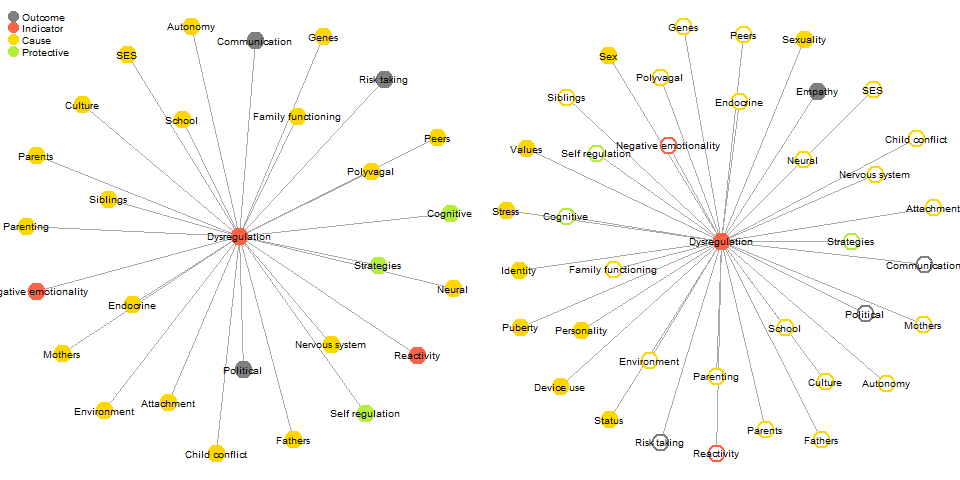 Outcome
Indicator
Cause
Protective
Autonomy
Communication
Genes
SES
Risk taking
Culture
School
Family functioning
Peers
Parents
Polyvagal
Siblings
Cognitive
Parenting
Dysregulation
Strategies
gative emotionality
Neural
Endocrine
Mothers
Nervous system
Reactivity
Political
Environment
Attachment
Self regulation
Fathers
Child conflict
Genes
Peers
Sexuality
Sex
Polyvagal
Empathy
SES
Siblings
Endocrine
Child conflict
Values
Self regulation
Negative emotionality
Neural
Nervous system
Stress
Cognitive
Attachment
Dysregulation
Strategies
Identity
Family functioning
Communication
Political
Puberty
Personality
School
Mothers
Environment
Device use
Parenting
Culture
Autonomy
Status
Parents
Risk taking
Fathers
Reactivity